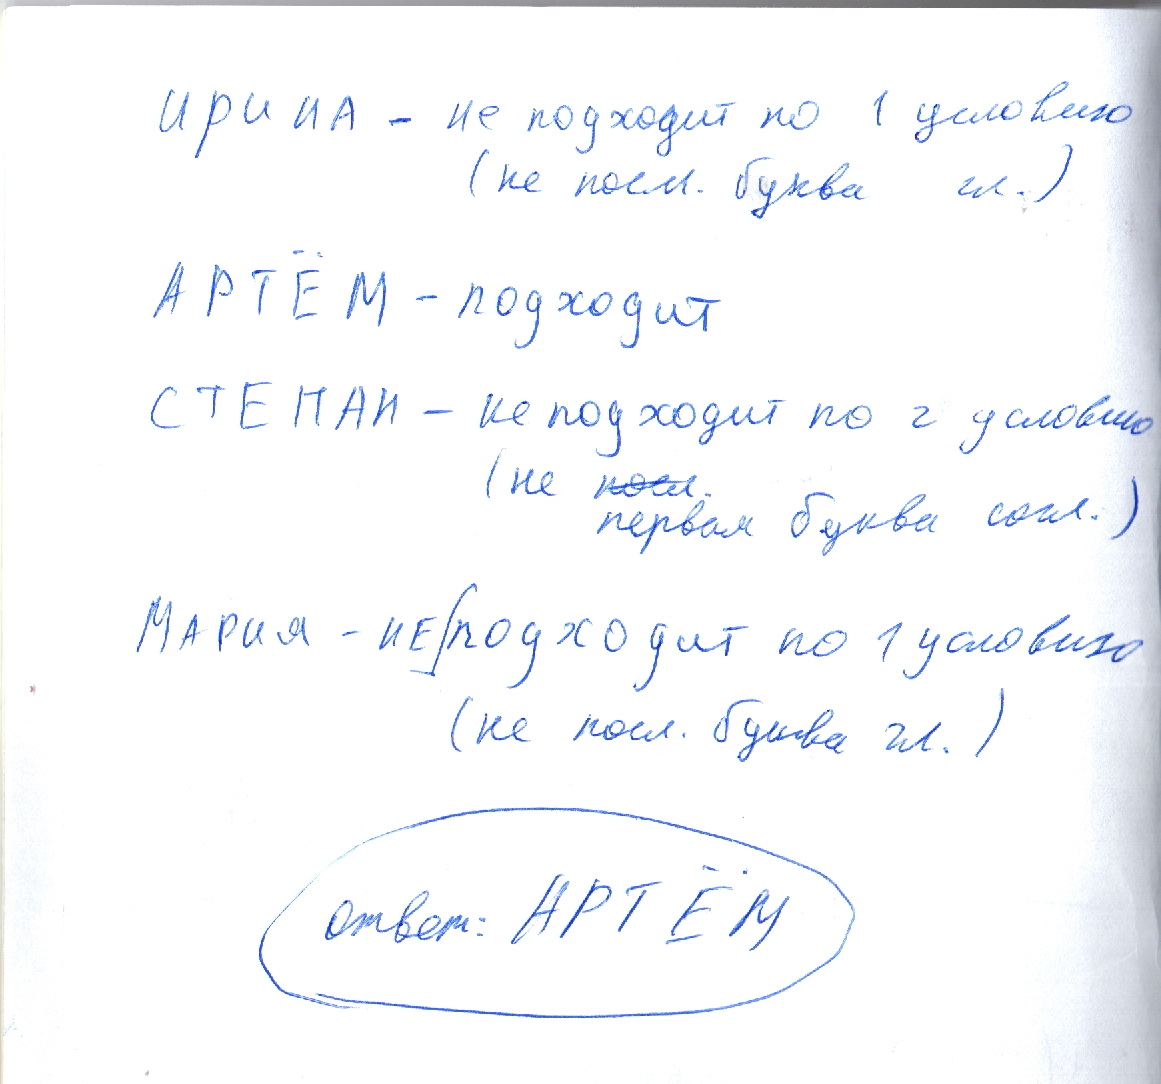 ИРИНА - не подходит по 1 условию
(не посл. буква гл.)
АРТЁМ - подходит
СТЕПАН - не подходит по 2 условию
(не посл.
первая буква согл.)
МАРИЯ - НЕ подходит по 1 условию
(не посл. буква гл.)
ответ: АРТЁМ